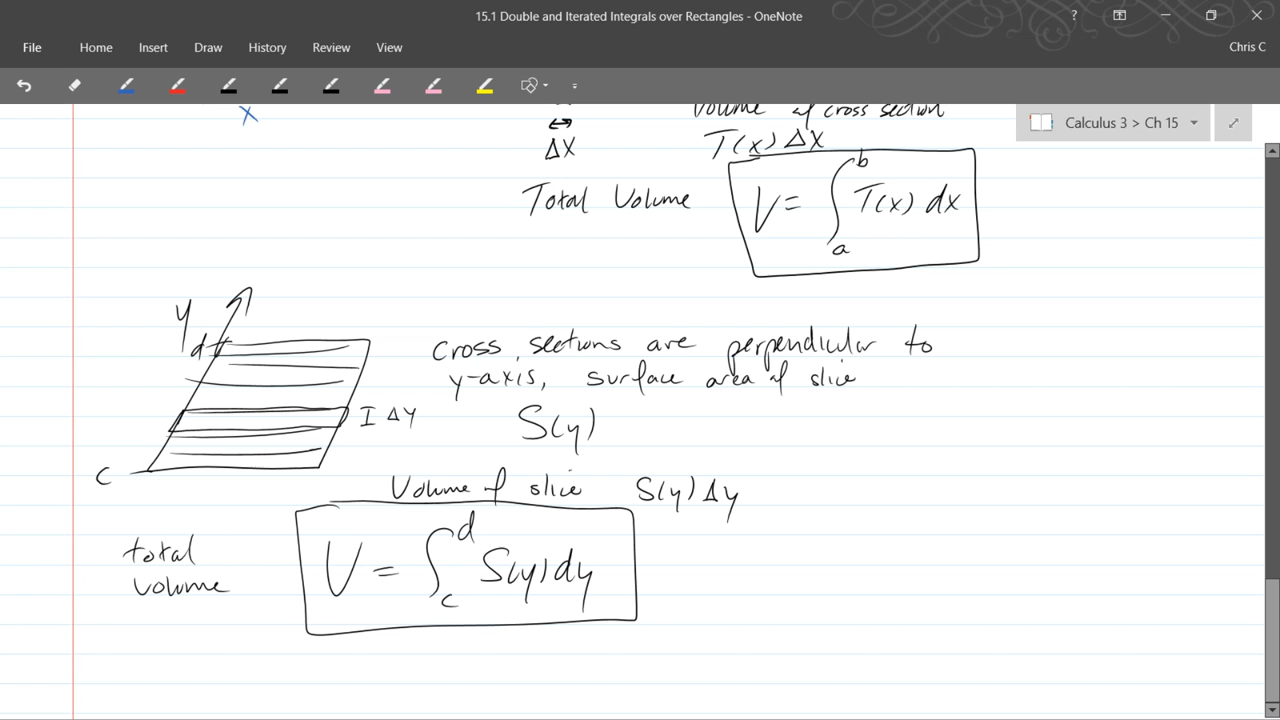 15.1 Double and Iterated Integrals over Rectangles - OneNote
?
File Home Insert Draw History Review View
Chris C
Calculus 3 > Ch 15
X
Volume of cross section
ΔX
T(x) ΔX
Total Volume V = ∫_a^b T(x) dx
y
d
cross sections are perpendicular to
y-axis, surface area of slice
I Δy
S(y)
c
Volume of slice S(y) Δy
total
volume
V = ∫_c^d S(y) dy